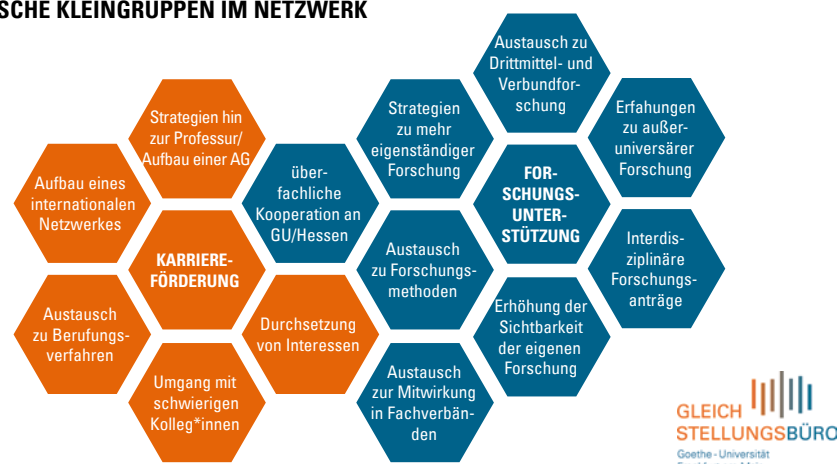 SCHE KLEINGRUPPEN IM NETZWERK
Strategien hin
zur Professur/
Aufbau einer AG
Aufbau eines
internationalen
Netzwerkes
KARRIERE-
FÖRDERUNG
Austausch
zu Berufungs-
verfahren
Umgang mit
schwierigen
Kolleg*innen
Durchsetzung
von Interessen
über-
fachliche
Kooperation an
GU/Hessen
Strategien
zu mehr
eigenständiger
Forschung
Austausch
zu Forschungs-
methoden
Austausch
zur Mitwirkung
in Fachverbän-
den
Austausch zu
Drittmittel- und
Verbundfor-
schung
FOR-
SCHUNGS-
UNTER-
STÜTZUNG
Erhöhung der
Sichtbarkeit
der eigenen
Forschung
Erfahungen
zu außer-
universärer
Forschung
Interdis-
ziplinäre
Forschungs-
anträge
GLEICH
STELLUNGSBÜRO
Goethe - Universität